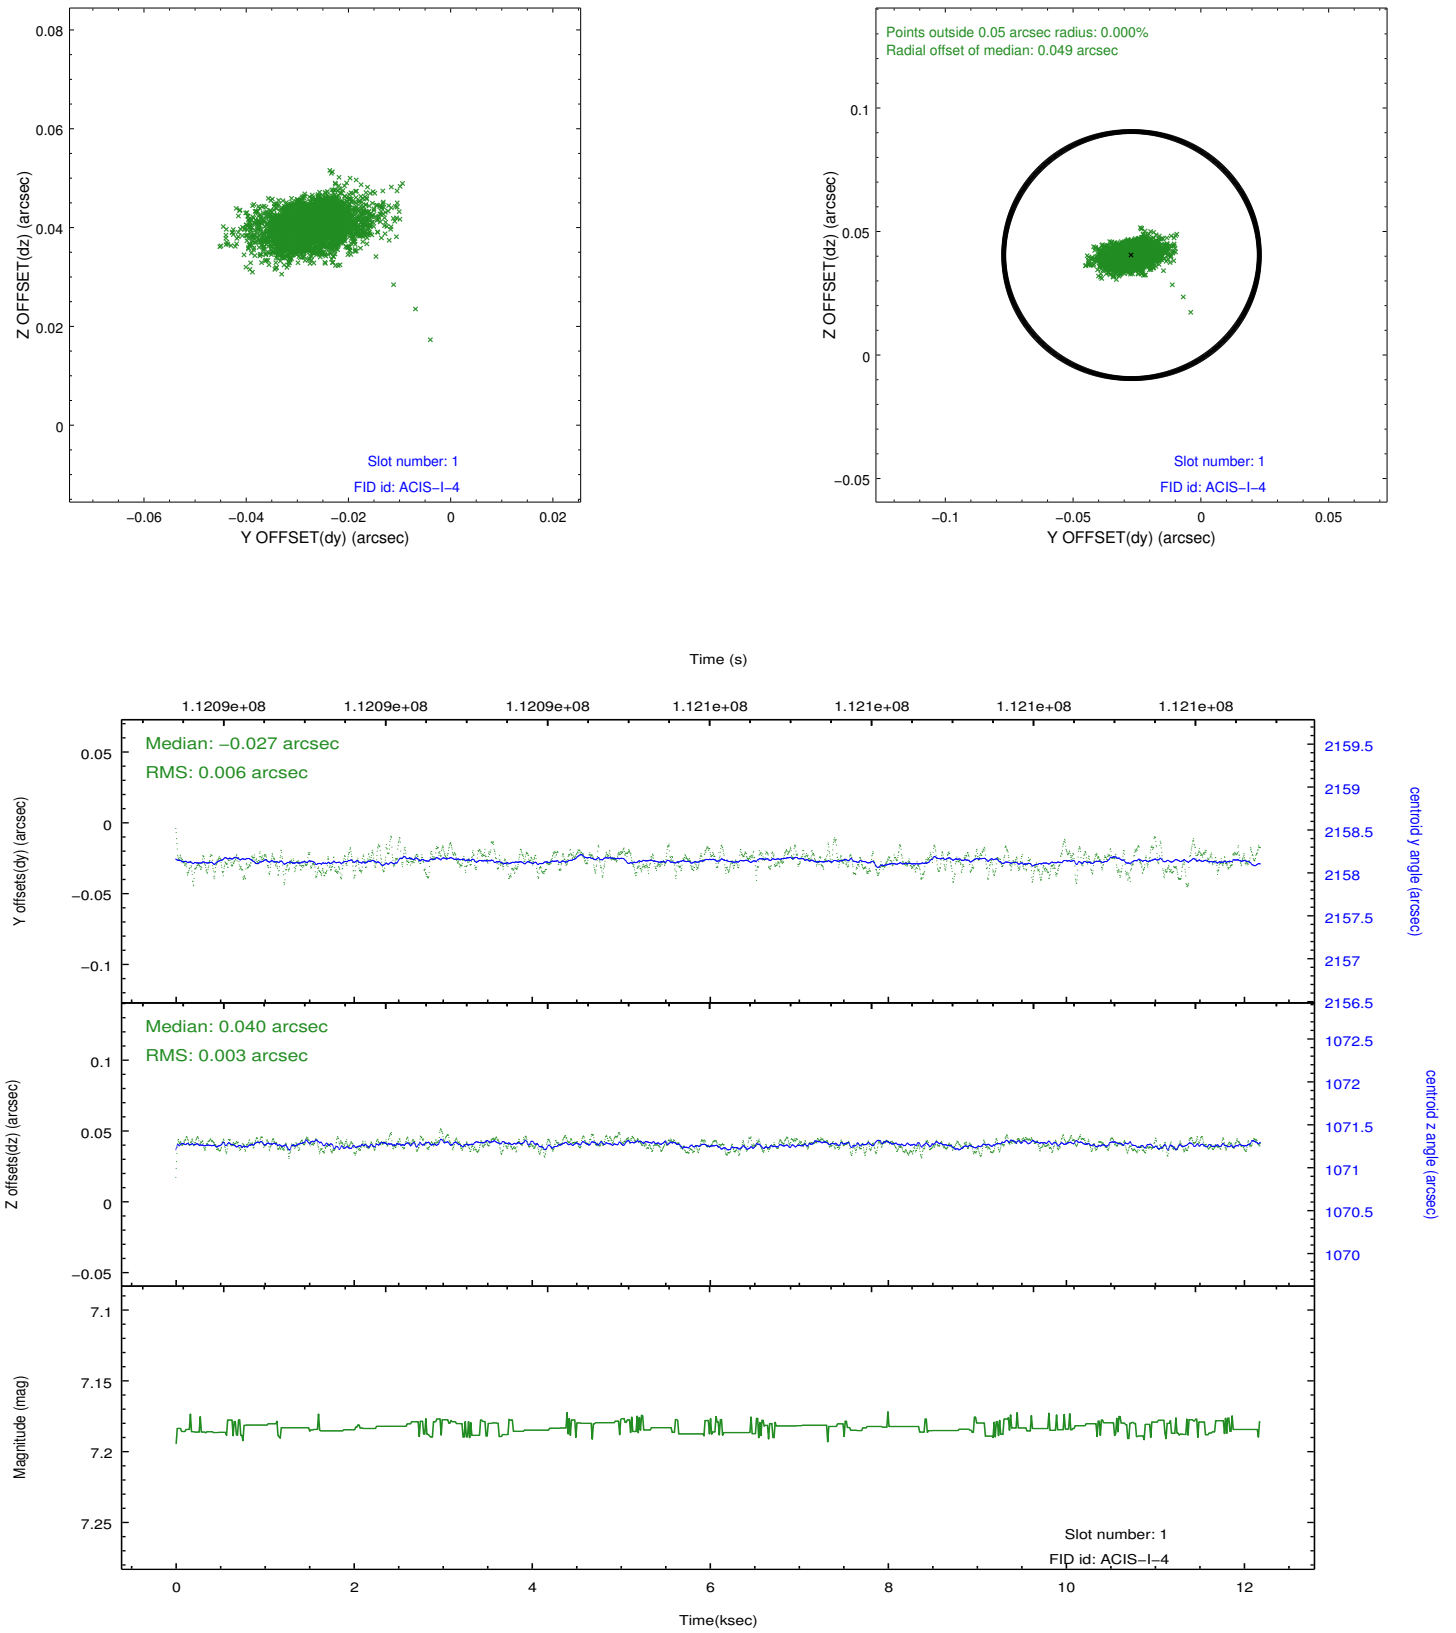 0.08
0.06
0.04
0.02
0
Z OFFSET(dz) (arcsec)
Slot number: 1
FID id: ACIS−I−4
−0.06 −0.04 −0.02 0 0.02
Y OFFSET(dy) (arcsec)
Points outside 0.05 arcsec radius: 0.000%
Radial offset of median: 0.049 arcsec
0.1
0.05
0
−0.05
Z OFFSET(dz) (arcsec)
Slot number: 1
FID id: ACIS−I−4
−0.1 −0.05 0 0.05
Y OFFSET(dy) (arcsec)
Time (s)
1.1209e+08 1.1209e+08 1.1209e+08 1.121e+08 1.121e+08 1.121e+08 1.121e+08
Median: −0.027 arcsec
RMS: 0.006 arcsec
0.05
0
−0.05
−0.1
Y offsets(dy) (arcsec)
2159.5
2159
2158.5
2158
2157.5
2157
2156.5
centroid y angle (arcsec)
Median: 0.040 arcsec
RMS: 0.003 arcsec
0.1
0.05
0
−0.05
Z offsets(dz) (arcsec)
1072.5
1072
1071.5
1071
1070.5
1070
centroid z angle (arcsec)
7.1
7.15
7.2
7.25
Magnitude (mag)
Slot number: 1
FID id: ACIS−I−4
0 2 4 6 8 10 12
Time(ksec)